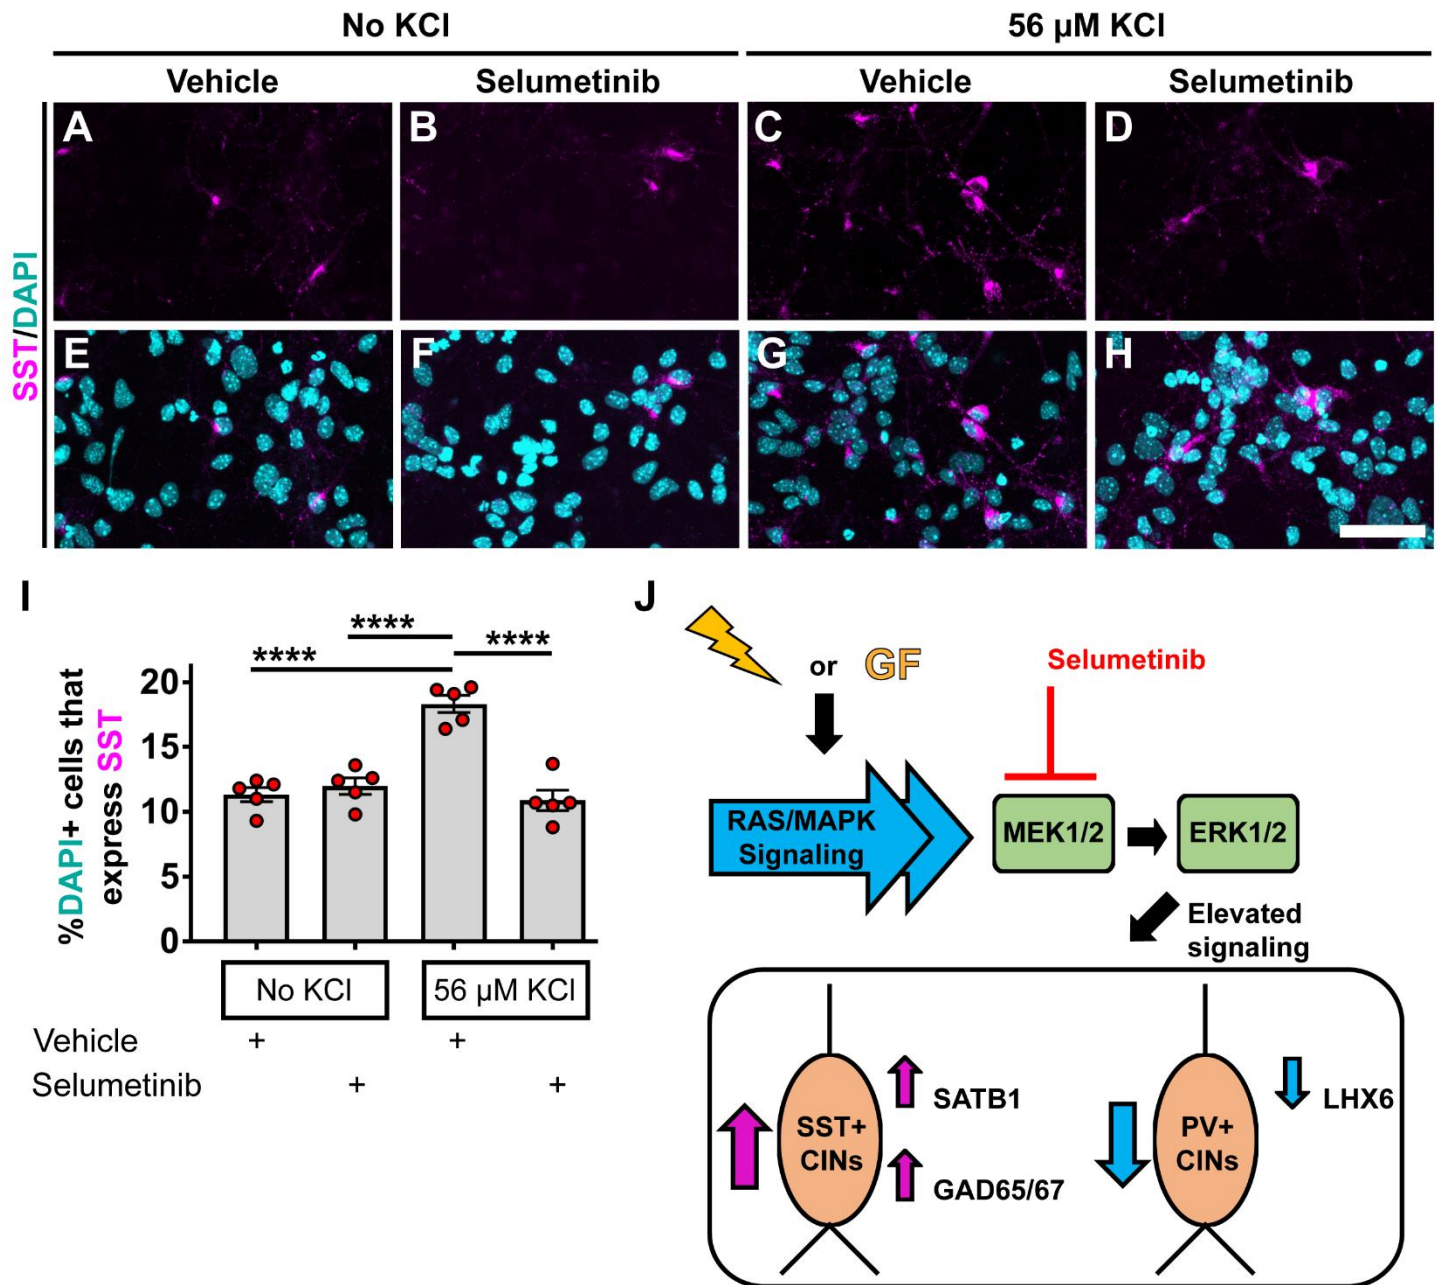 No KCl
56 µM KCl
Vehicle
Selumetinib
Vehicle
Selumetinib
SST/DAPI
A
B
C
D
E
F
G
H
I
%DAPI+ cells that
express SST
****
****
****
20
15
10
5
0
No KCl
56 µM KCl
Vehicle + +
Selumetinib + +
J
or GF
Selumetinib
RAS/MAPK
Signaling
MEK1/2
ERK1/2
Elevated
signaling
SST+
CINs
SATB1
GAD65/67
PV+
CINs
LHX6